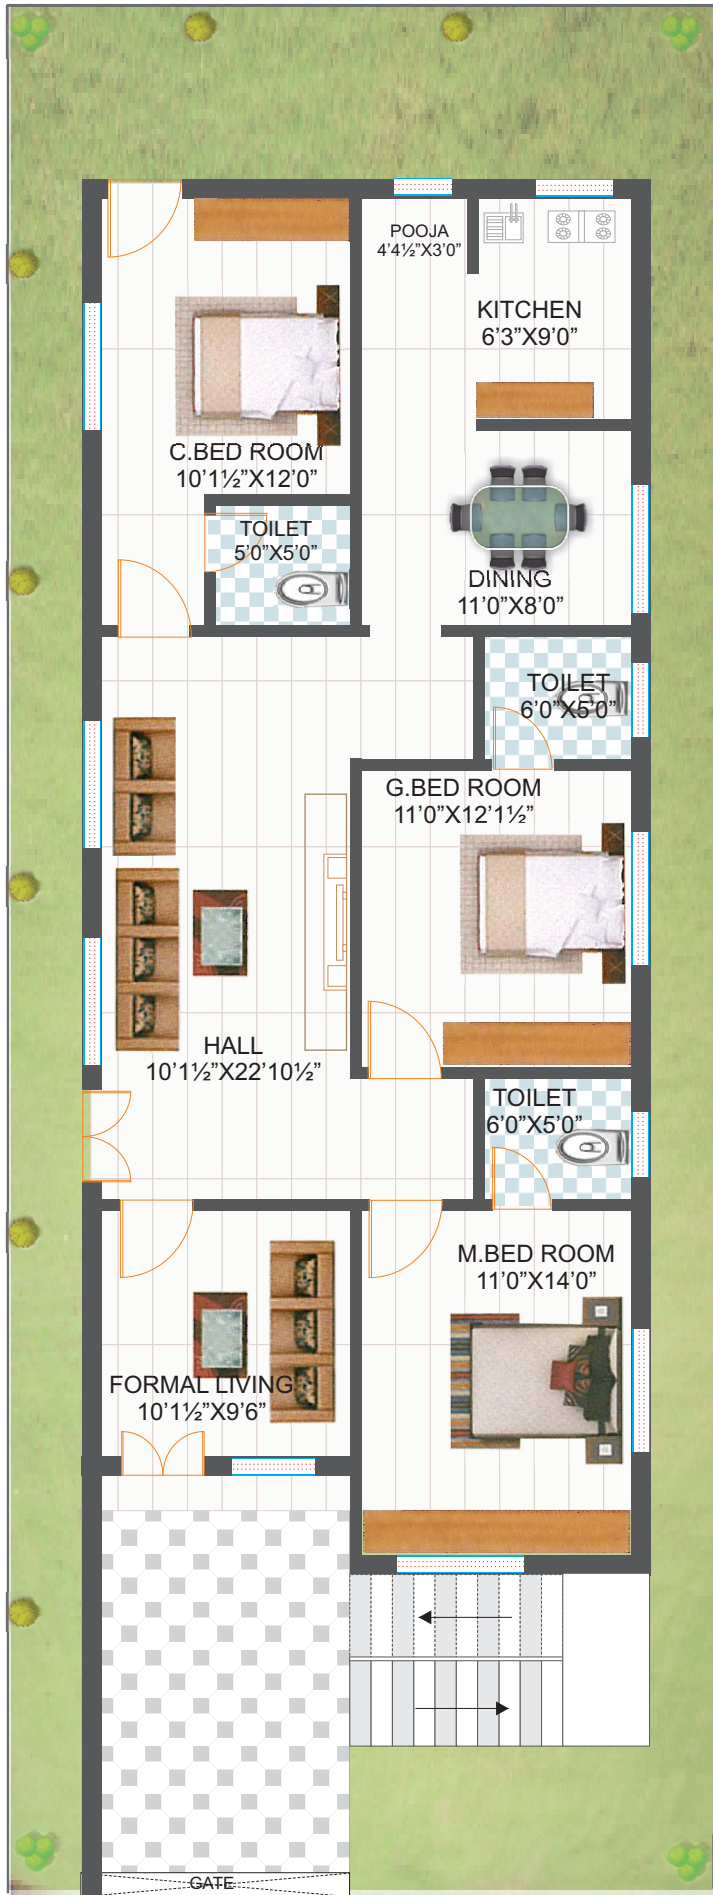 POOJA
4'4½"X3'0"
KITCHEN
6'3"X9'0"
C.BED ROOM
10'1½"X12'0"
TOILET
5'0"X5'0"
DINING
11'0"X8'0"
TOILET
6'0"X5'0"
G.BED ROOM
11'0"X12'1½"
HALL
10'1½"X22'10½"
TOILET
6'0"X5'0"
M.BED ROOM
11'0"X14'0"
FORMAL LIVING
10'1½"X9'6"
GATE